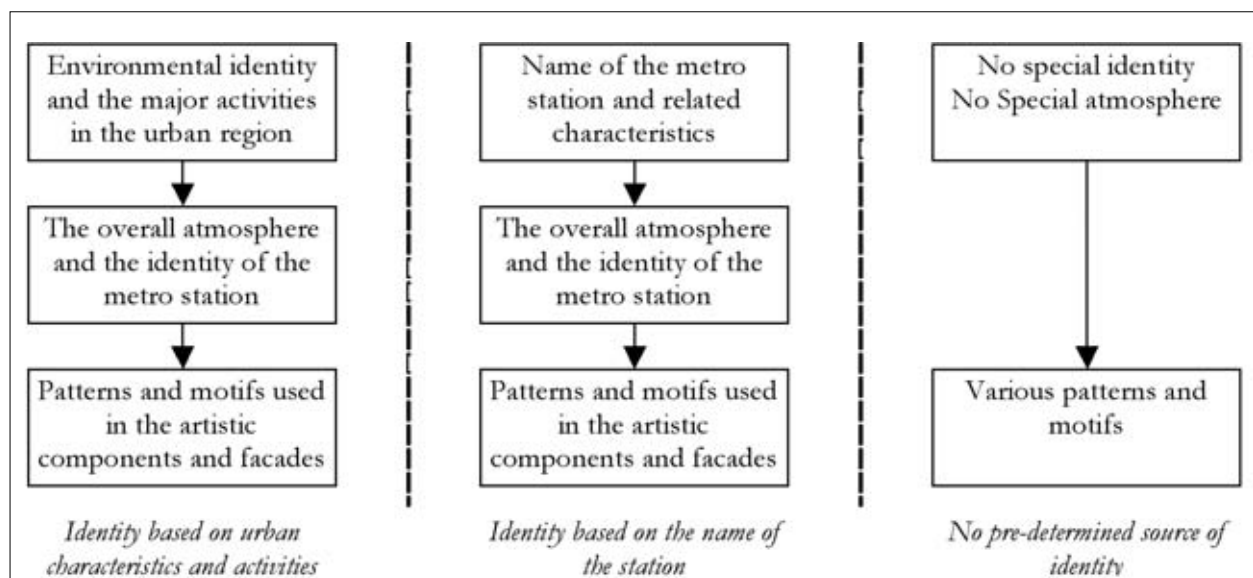 Environmental identity
and the major activities
in the urban region
The overall atmosphere
and the identity of the
metro station
Patterns and motifs used
in the artistic
components and facades
Identity based on urban
characteristics and activities
Name of the metro
station and related
characteristics
The overall atmosphere
and the identity of the
metro station
Patterns and motifs used
in the artistic
components and facades
Identity based on the name of
the station
No special identity
No Special atmosphere
Various patterns and
motifs
No pre-determined source of
identity